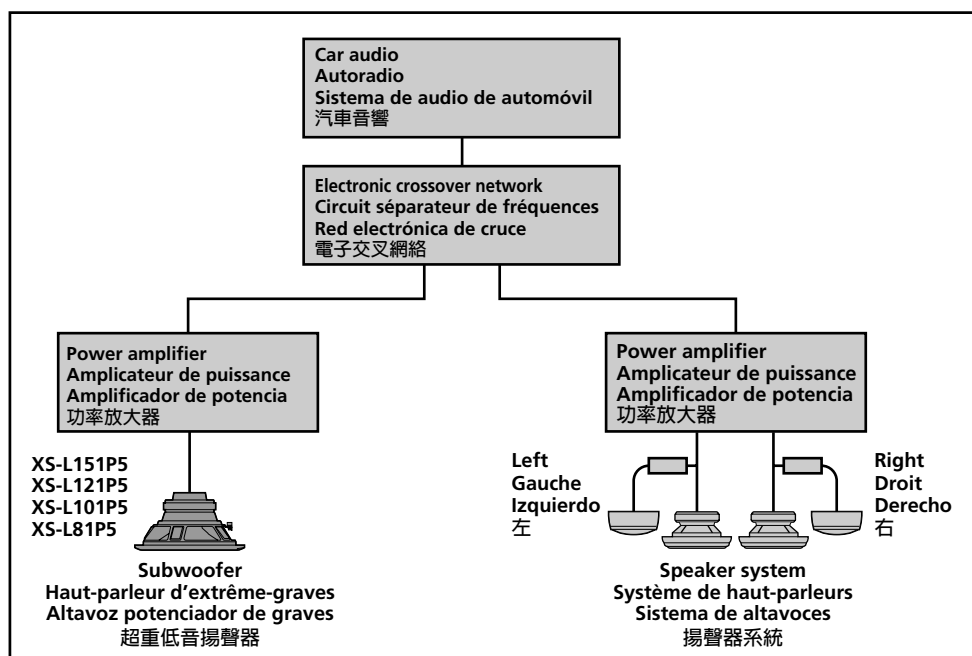 Car audio
Autoradio
Sistema de audio de automóvil
汽車音響
Electronic crossover network
Circuit séparateur de fréquences
Red electrónica de cruce
電子交叉網絡
Power amplifier
Amplicateur de puissance
Amplificador de potencia
功率放大器
Power amplifier
Amplicateur de puissance
Amplificador de potencia
功率放大器
XS-L151P5
XS-L121P5
XS-L101P5
XS-L81P5
Left
Gauche
Izquierdo
左
Right
Droit
Derecho
右
Subwoofer
Haut-parleur d’extrême-graves
Altavoz potenciador de graves
超重低音揚聲器
Speaker system
Système de haut-parleurs
Sistema de altavoces
揚聲器系統